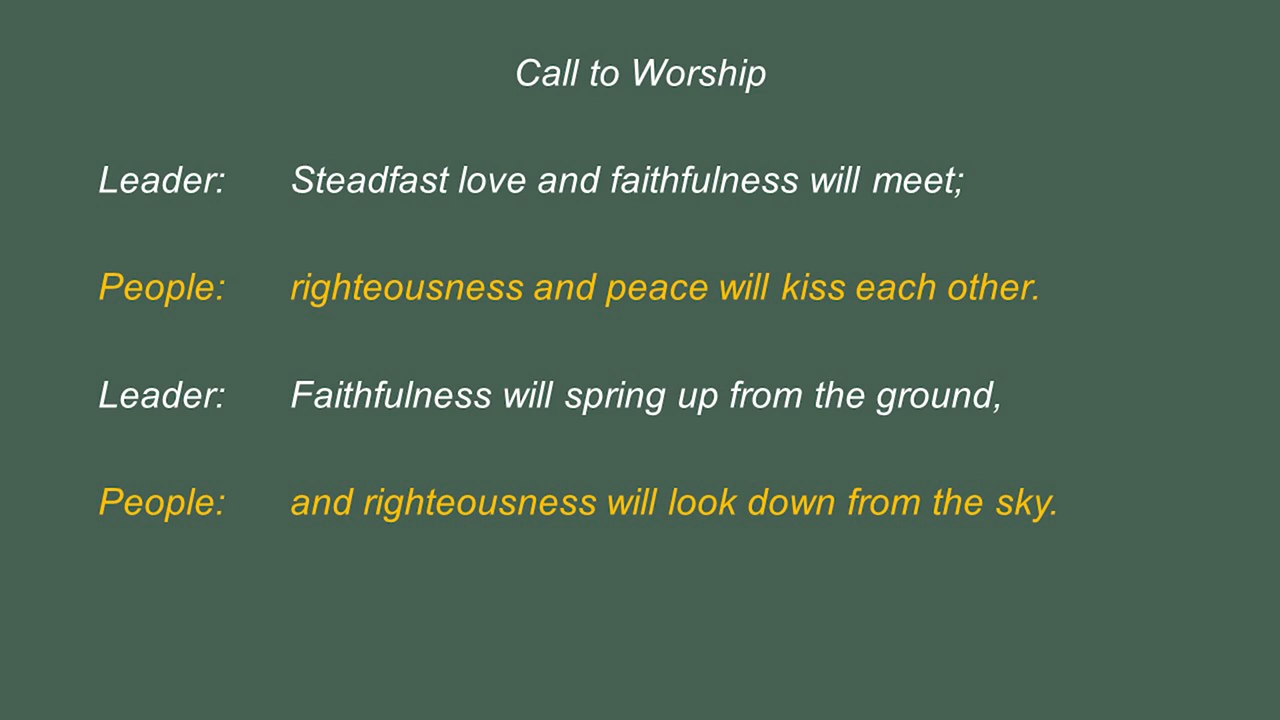 Call to Worship
Leader: Steadfast love and faithfulness will meet;
People: righteousness and peace will kiss each other.
Leader: Faithfulness will spring up from the ground,
People: and righteousness will look down from the sky.